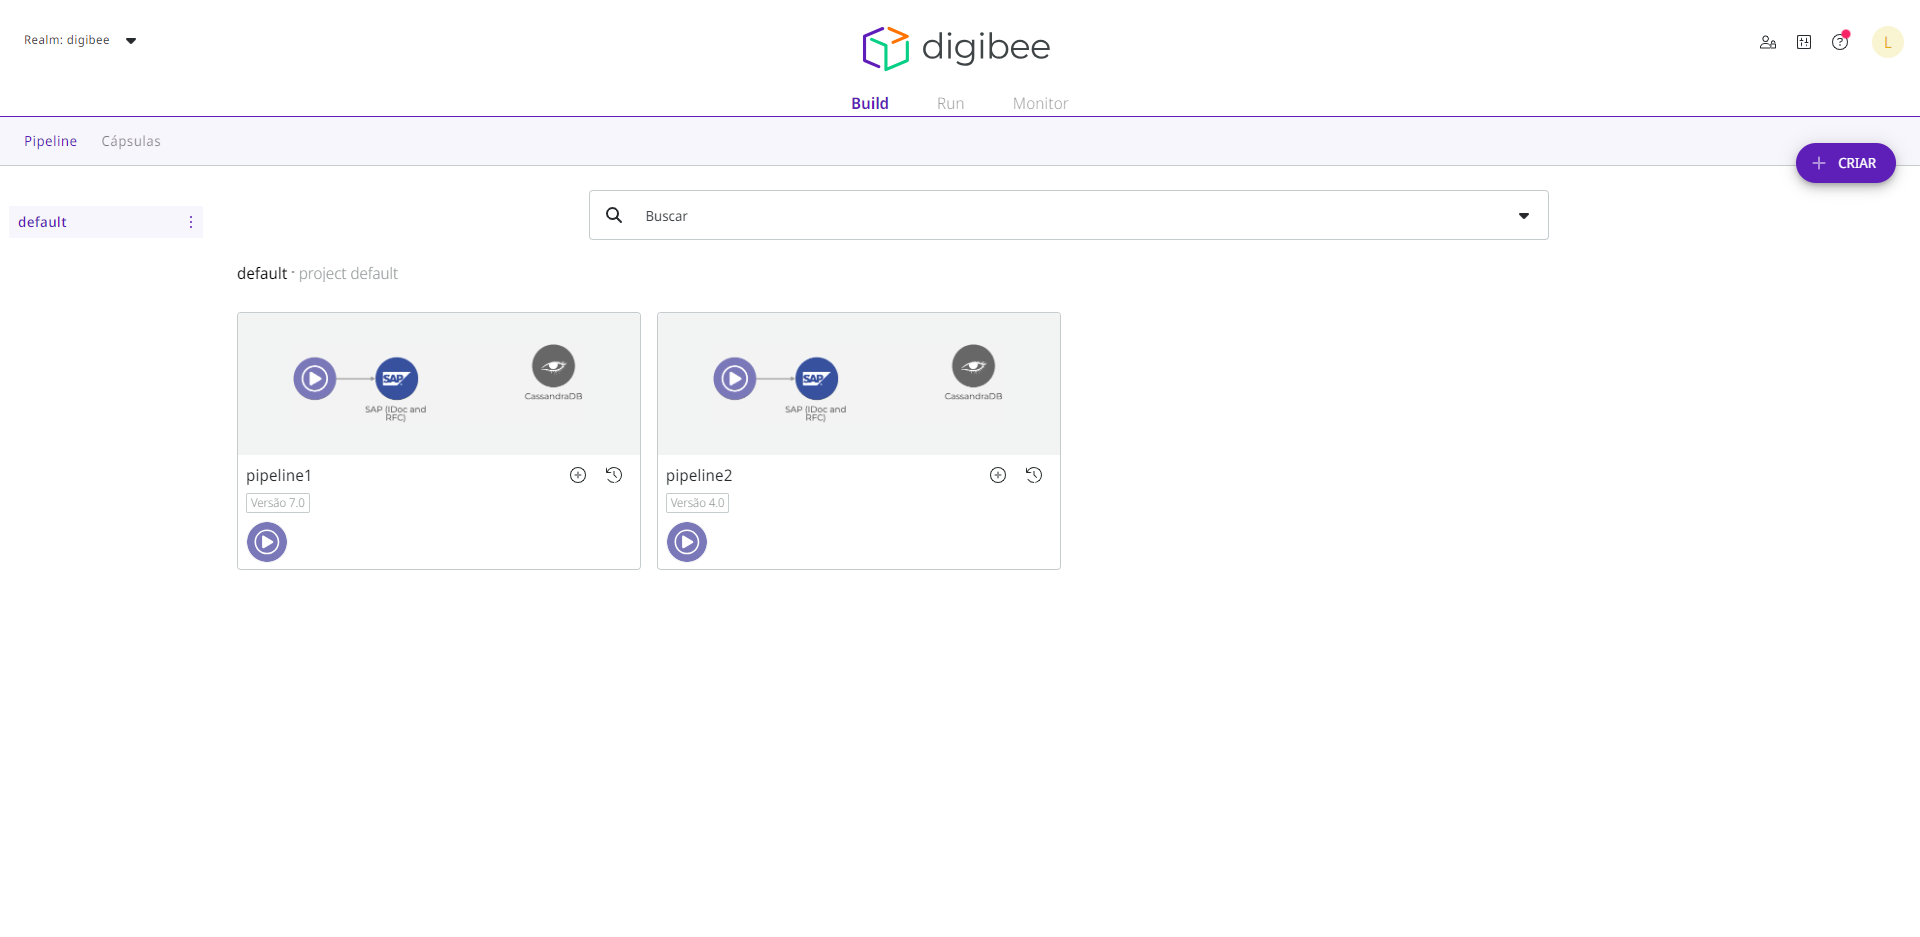 Realm: digibee
digibee
L
Build Run Monitor
Pipeline Cápsulas
CRIAR
default
Buscar
default - project default
SAP
SAP (IDoc and
RFC)
CassandraDB
pipeline1
Versão 7.0
SAP
SAP (IDoc and
RFC)
CassandraDB
pipeline2
Versão 4.0